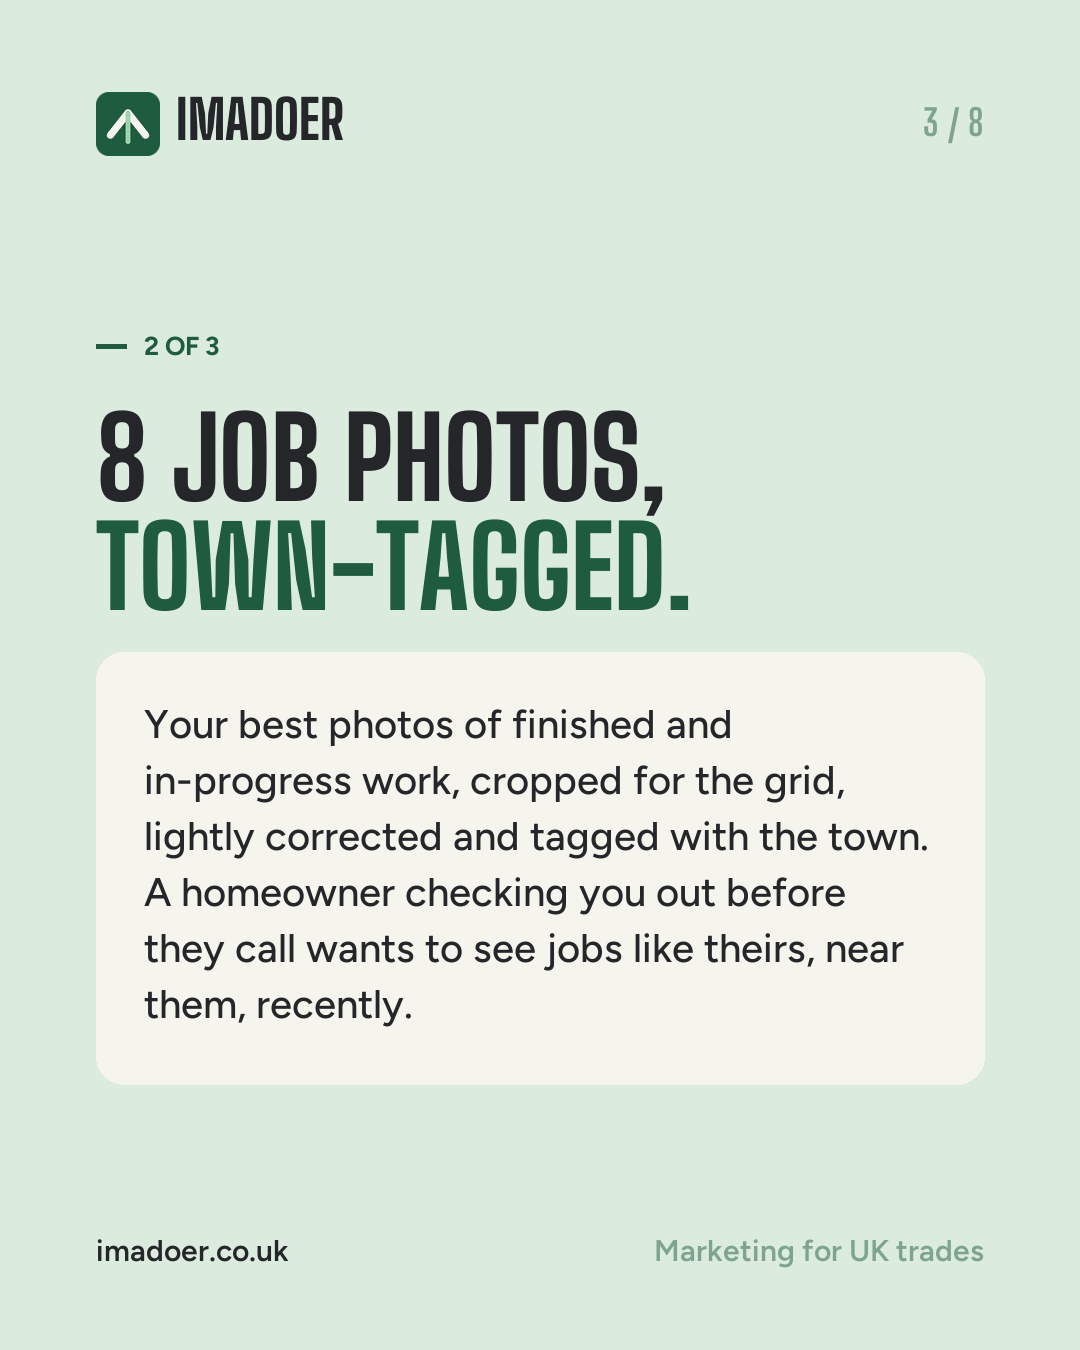 IMADOER
3 / 8
2 OF 3
8 JOB PHOTOS,
TOWN-TAGGED.
Your best photos of finished and
in-progress work, cropped for the grid,
lightly corrected and tagged with the town.
A homeowner checking you out before
they call wants to see jobs like theirs, near
them, recently.
imadoer.co.uk
Marketing for UK trades